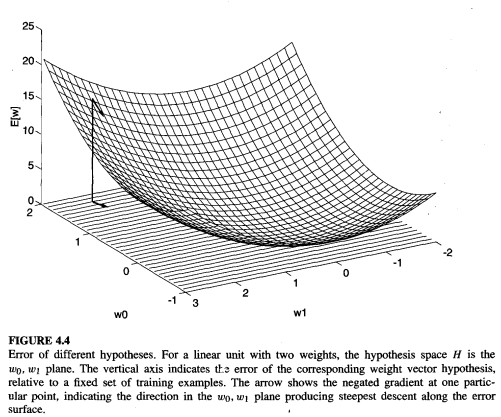 25
20
15
10
5
0
E[w]
2
1
0
-1
w0
3
2
1
0
-1
-2
w1
FIGURE 4.4
Error of different hypotheses. For a linear unit with two weights, the hypothesis space H is the
w0, w1 plane. The vertical axis indicates the error of the corresponding weight vector hypothesis,
relative to a fixed set of training examples. The arrow shows the negated gradient at one partic-
ular point, indicating the direction in the w0, w1 plane producing steepest descent along the error
surface.